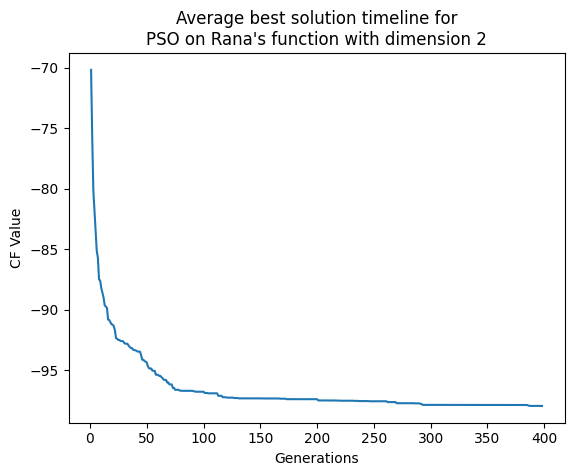 Average best solution timeline for
PSO on Rana's function with dimension 2
CF Value
−70
−75
−80
−85
−90
−95
0 50 100 150 200 250 300 350 400
Generations